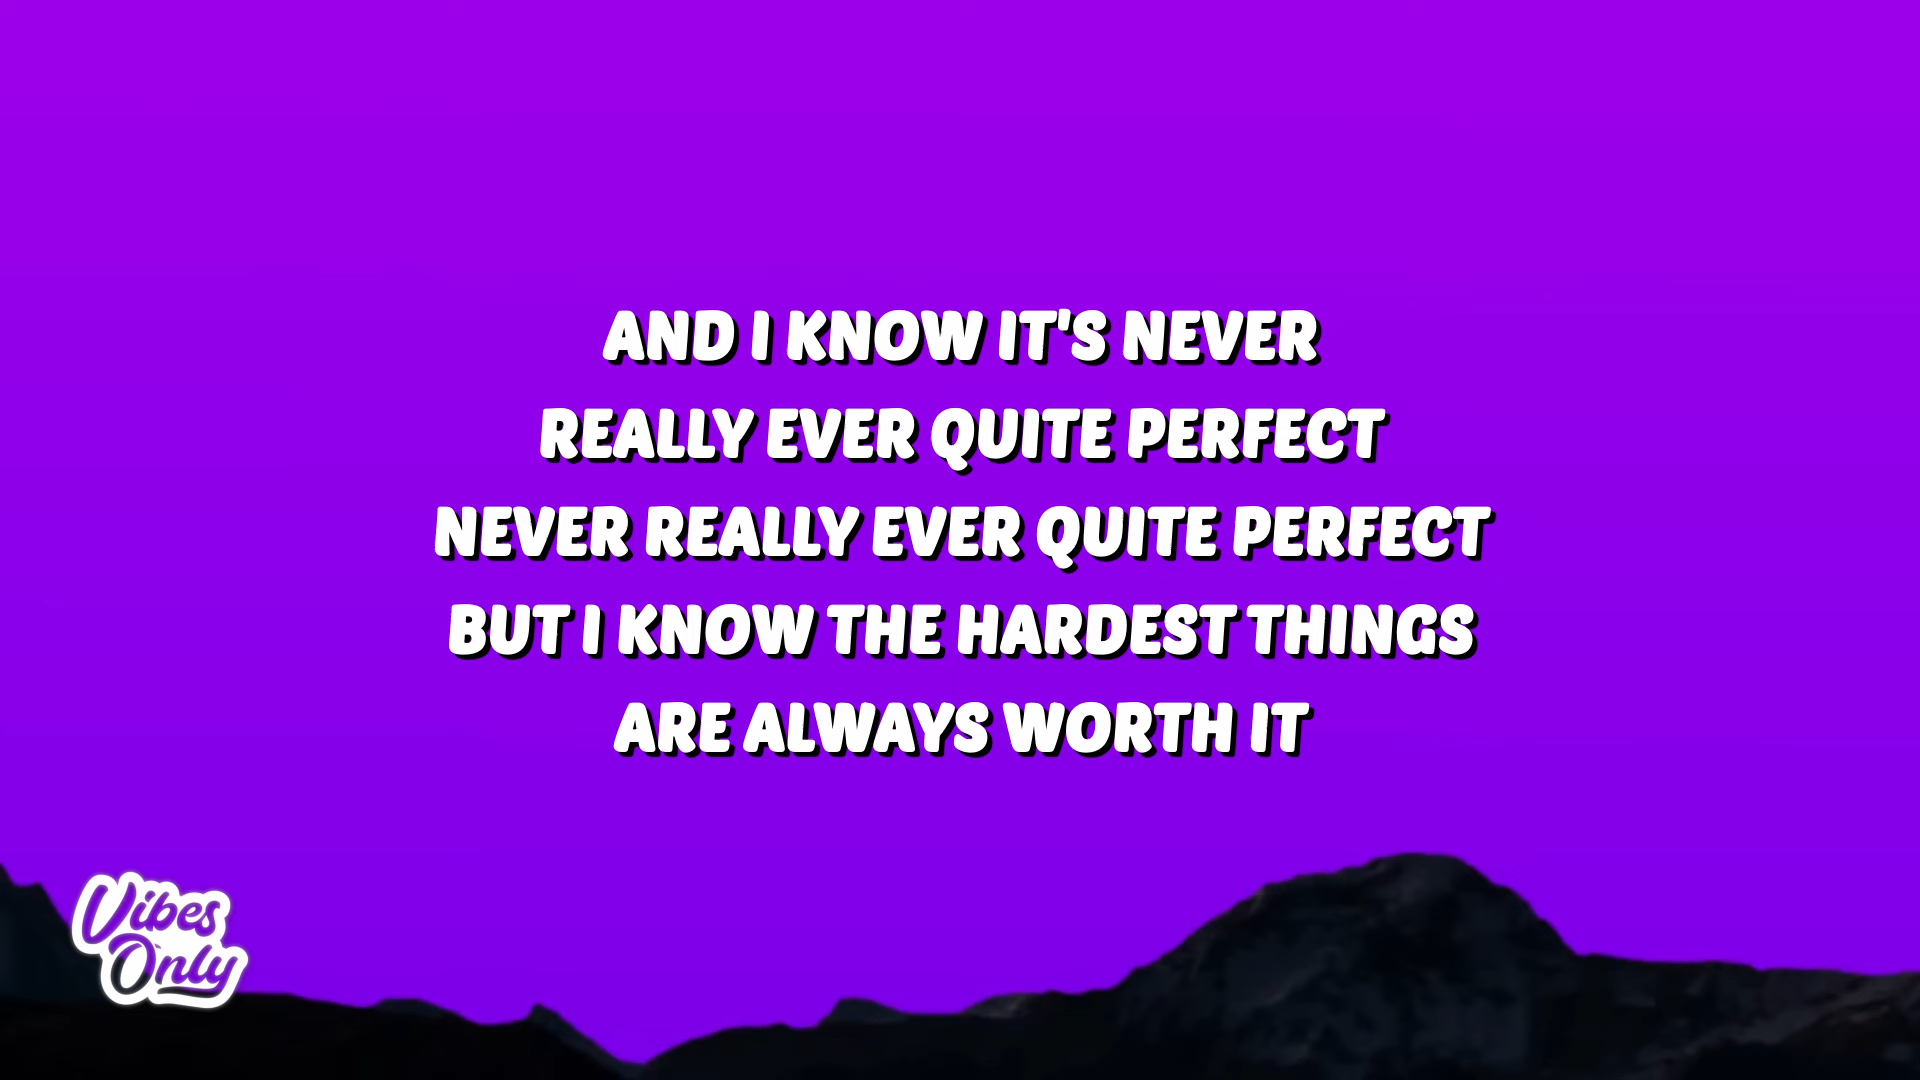 AND I KNOW IT'S NEVER
REALLY EVER QUITE PERFECT
NEVER REALLY EVER QUITE PERFECT
BUT I KNOW THE HARDEST THINGS
ARE ALWAYS WORTH IT
Vibes
Only